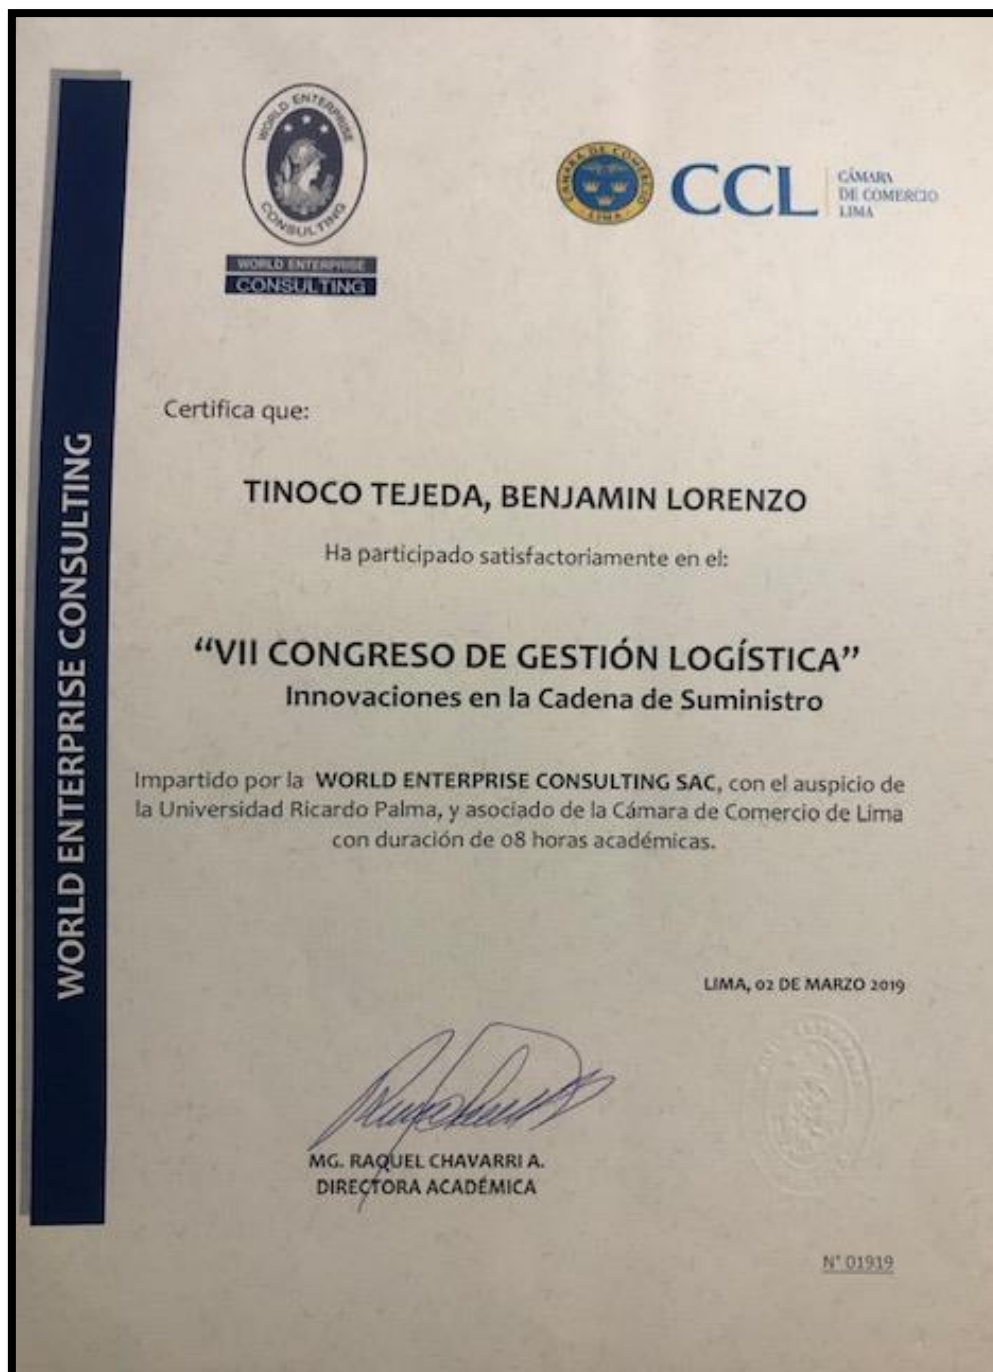 WORLD ENTERPRISE
CONSULTING
WORLD ENTERPRISE
CONSULTING
CÁMARA DE COMERCIO
LIMA
CCL
CÁMARA
DE COMERCIO
LIMA
WORLD ENTERPRISE CONSULTING
Certifica que:
TINOCO TEJEDA, BENJAMIN LORENZO
Ha participado satisfactoriamente en el:
“VII CONGRESO DE GESTIÓN LOGÍSTICA”
Innovaciones en la Cadena de Suministro
Impartido por la WORLD ENTERPRISE CONSULTING SAC, con el auspicio de
la Universidad Ricardo Palma, y asociado de la Cámara de Comercio de Lima
con duración de 08 horas académicas.
LIMA, 02 DE MARZO 2019
MG. RAQUEL CHAVARRI A.
DIRECTORA ACADÉMICA
N° 01919